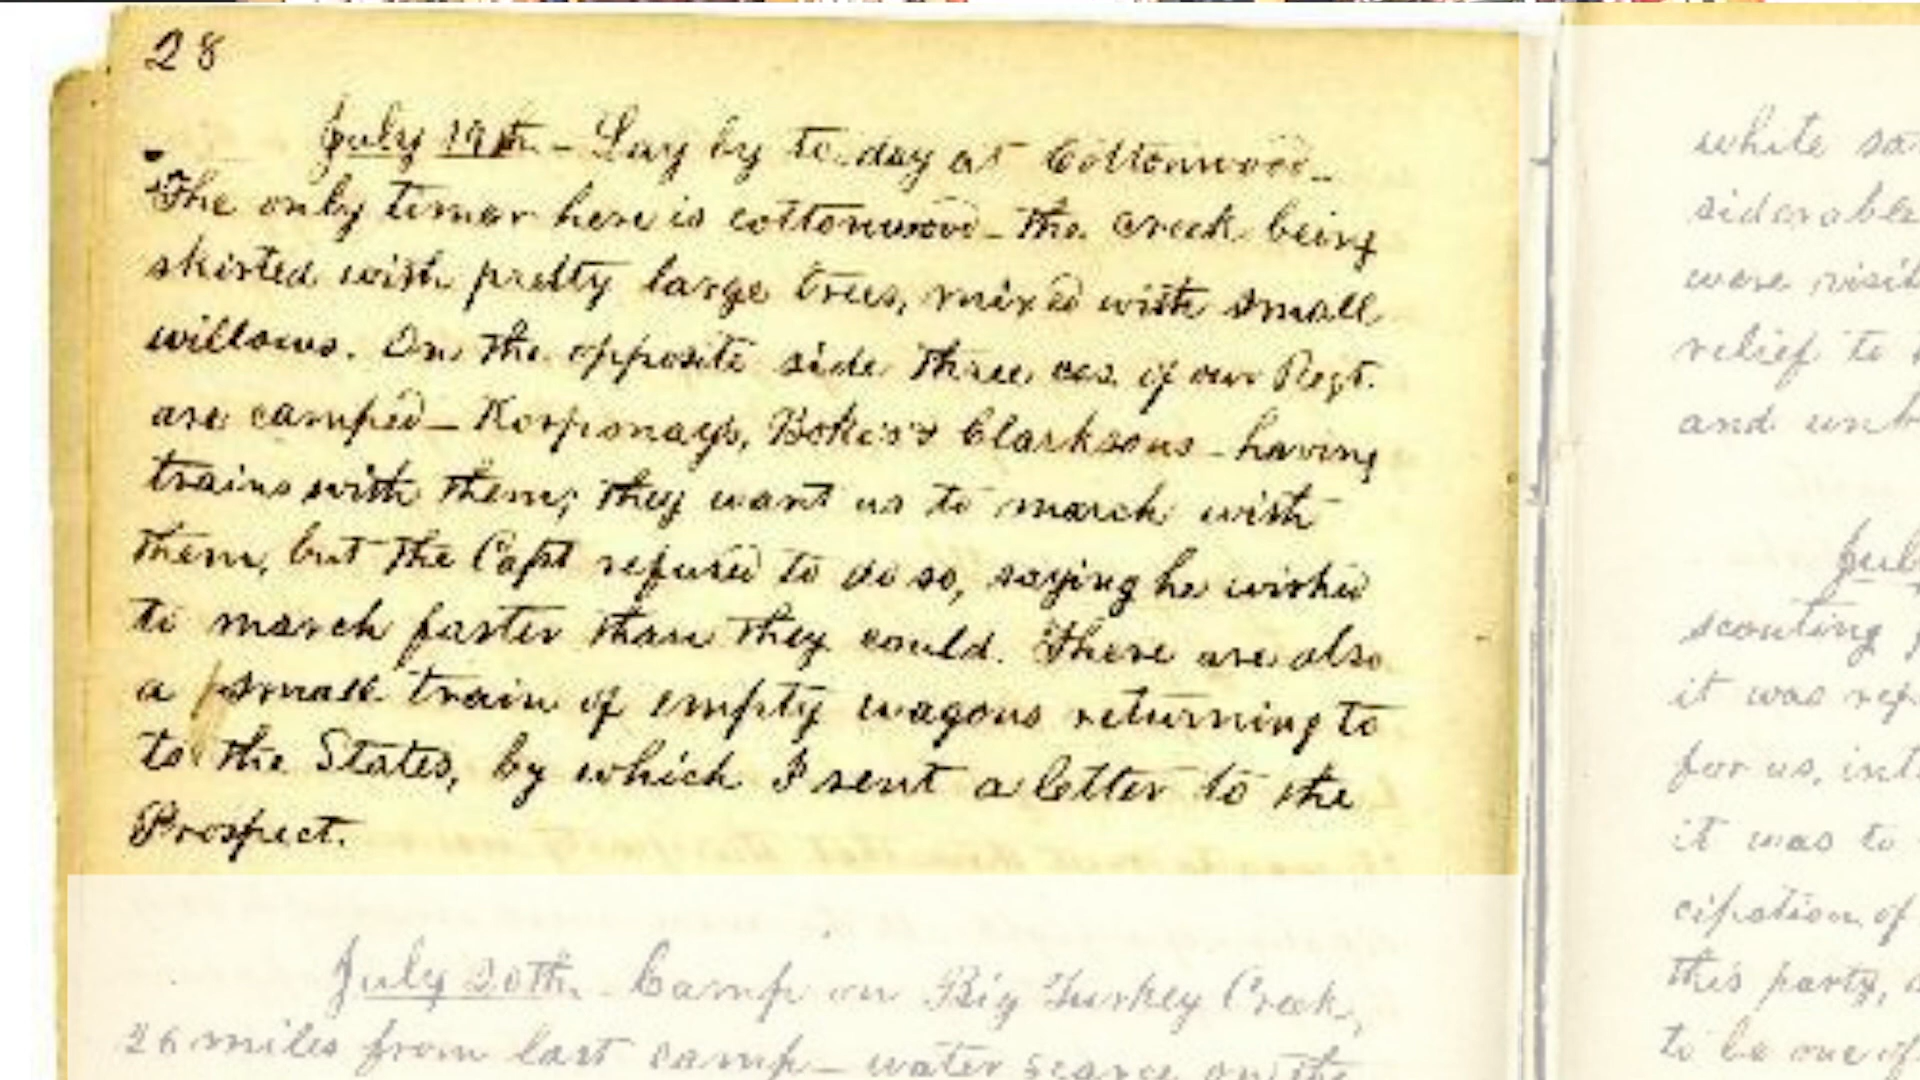 28
July 19th - Lay by to day at Cottonwood -
The only timer here is cottonwood - the creek being
skirted with pretty large trees, mixed with small
willows. On the opposite side three cos. of our Regt.
are camped - Korponays, & Clarksons - having
trains with them; they want us to march with
them, but the Capt refused to do so, saying he wished
to march faster than they could. There are also
a small train of empty wagons returning to
to the States, by which I sent a letter to the
Prospect.
July 20th - Camp on Big Turkey Creek,
26 miles from last camp - water scarce on the
white
were
relief to
and
scouting
it was
for us,
it was to
of
this party,
to be one of